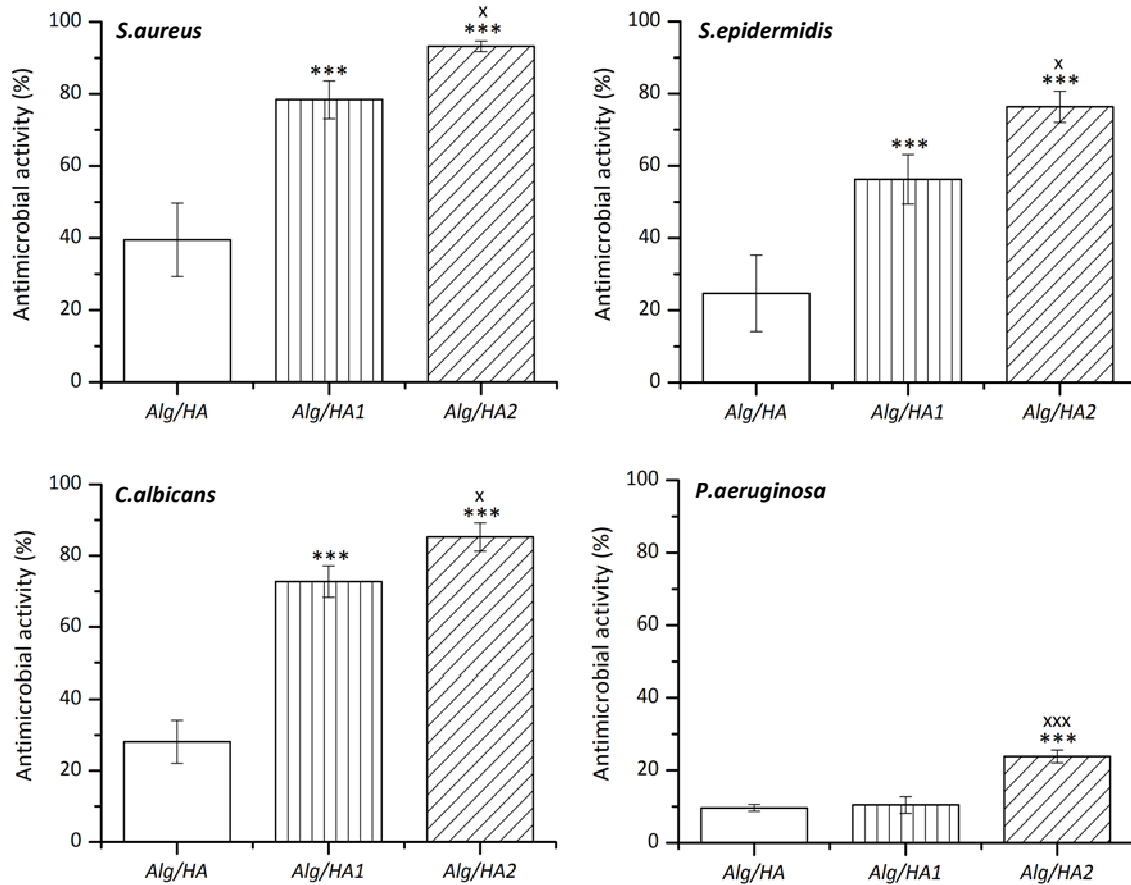 S.aureus
Antimicrobial activity (%)
100
80
60
40
20
0
***
x
***
Alg/HA
Alg/HA1
Alg/HA2
S.epidermidis
Antimicrobial activity (%)
100
80
60
40
20
0
***
x
***
Alg/HA
Alg/HA1
Alg/HA2
C.albicans
Antimicrobial activity (%)
100
80
60
40
20
0
***
x
***
Alg/HA
Alg/HA1
Alg/HA2
P.aeruginosa
Antimicrobial activity (%)
100
80
60
40
20
0
xxx
***
Alg/HA
Alg/HA1
Alg/HA2